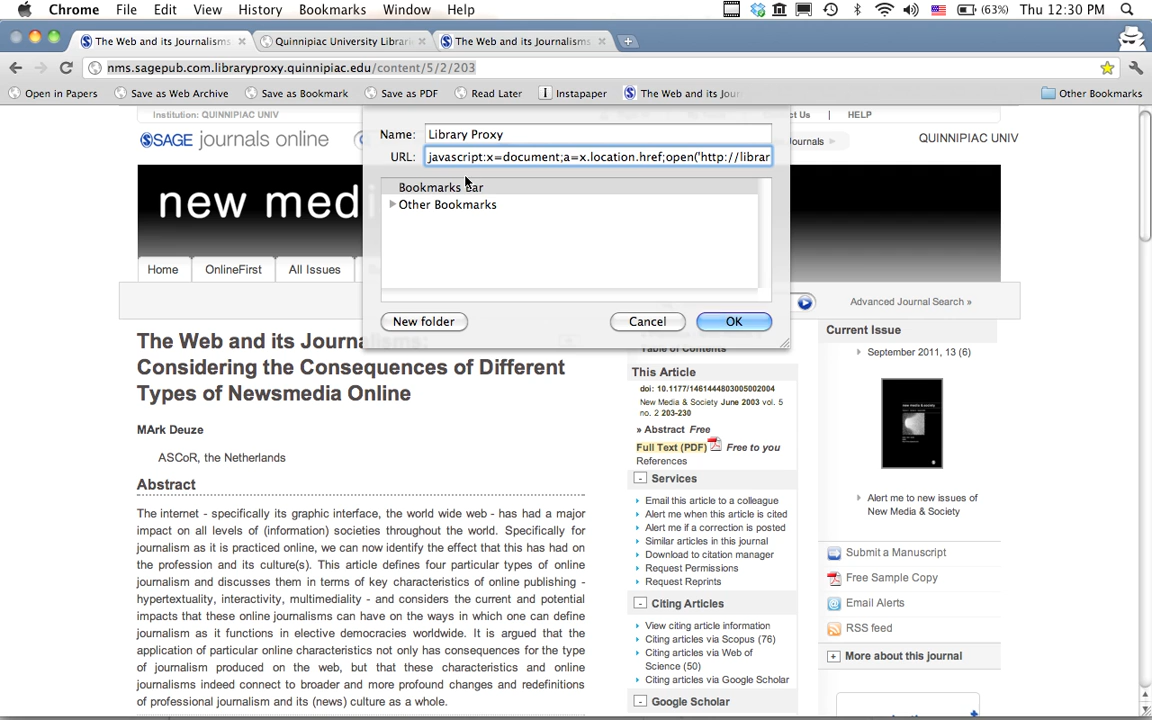 Chrome File Edit View History Bookmarks Window Help (63%) Thu 12:30 PM
The Web and its Journalisms Quinnipiac University Librar The Web and its Journalisms
nms.sagepub.com.libraryproxy.quinnipiac.edu/content/5/2/203
Open in Papers Save as Web Archive Save as Bookmark Save as PDF Read Later Instapaper The Web and its Jour Other Bookmarks
Institution: QUINNIPIAC UNIV
HELP
SAGE journals online
Journals
QUINNIPIAC UNIV
Name: Library Proxy
URL: javascript:x=document;a=x.location.href;open('http://librar
Bookmarks Bar
Other Bookmarks
New folder Cancel OK
new med
Home OnlineFirst All Issues
Advanced Journal Search »
The Web and its Journalisms:
Considering the Consequences of Different
Types of Newsmedia Online
MArk Deuze
ASCoR, the Netherlands
Abstract
The internet - specifically its graphic interface, the world wide web - has had a major
impact on all levels of (information) societies throughout the world. Specifically for
journalism as it is practiced online, we can now identify the effect that this has had on
the profession and its culture(s). This article defines four particular types of online
journalism and discusses them in terms of key characteristics of online publishing -
hypertextuality, interactivity, multimediality - and considers the current and potential
impacts that these online journalisms can have on the ways in which one can define
journalism as it functions in elective democracies worldwide. It is argued that the
application of particular online characteristics not only has consequences for the type
of journalism produced on the web, but that these characteristics and online
journalisms indeed connect to broader and more profound changes and redefinitions
of professional journalism and its (news) culture as a whole.
Table of Contents
This Article
doi: 10.1177/14614448030050020​04
New Media & Society June 2003 vol. 5
no. 2 203-230
» Abstract Free
Full Text (PDF) Free to you
References
Services
Email this article to a colleague
Alert me when this article is cited
Alert me if a correction is posted
Similar articles in this journal
Download to citation manager
Request Permissions
Request Reprints
Citing Articles
View citing article information
Citing articles via Scopus (76)
Citing articles via Web of
Science (50)
Citing articles via Google Scholar
Google Scholar
Current Issue
September 2011, 13 (6)
new media & society
Alert me to new issues of
New Media & Society
Submit a Manuscript
Free Sample Copy
Email Alerts
RSS feed
More about this journal